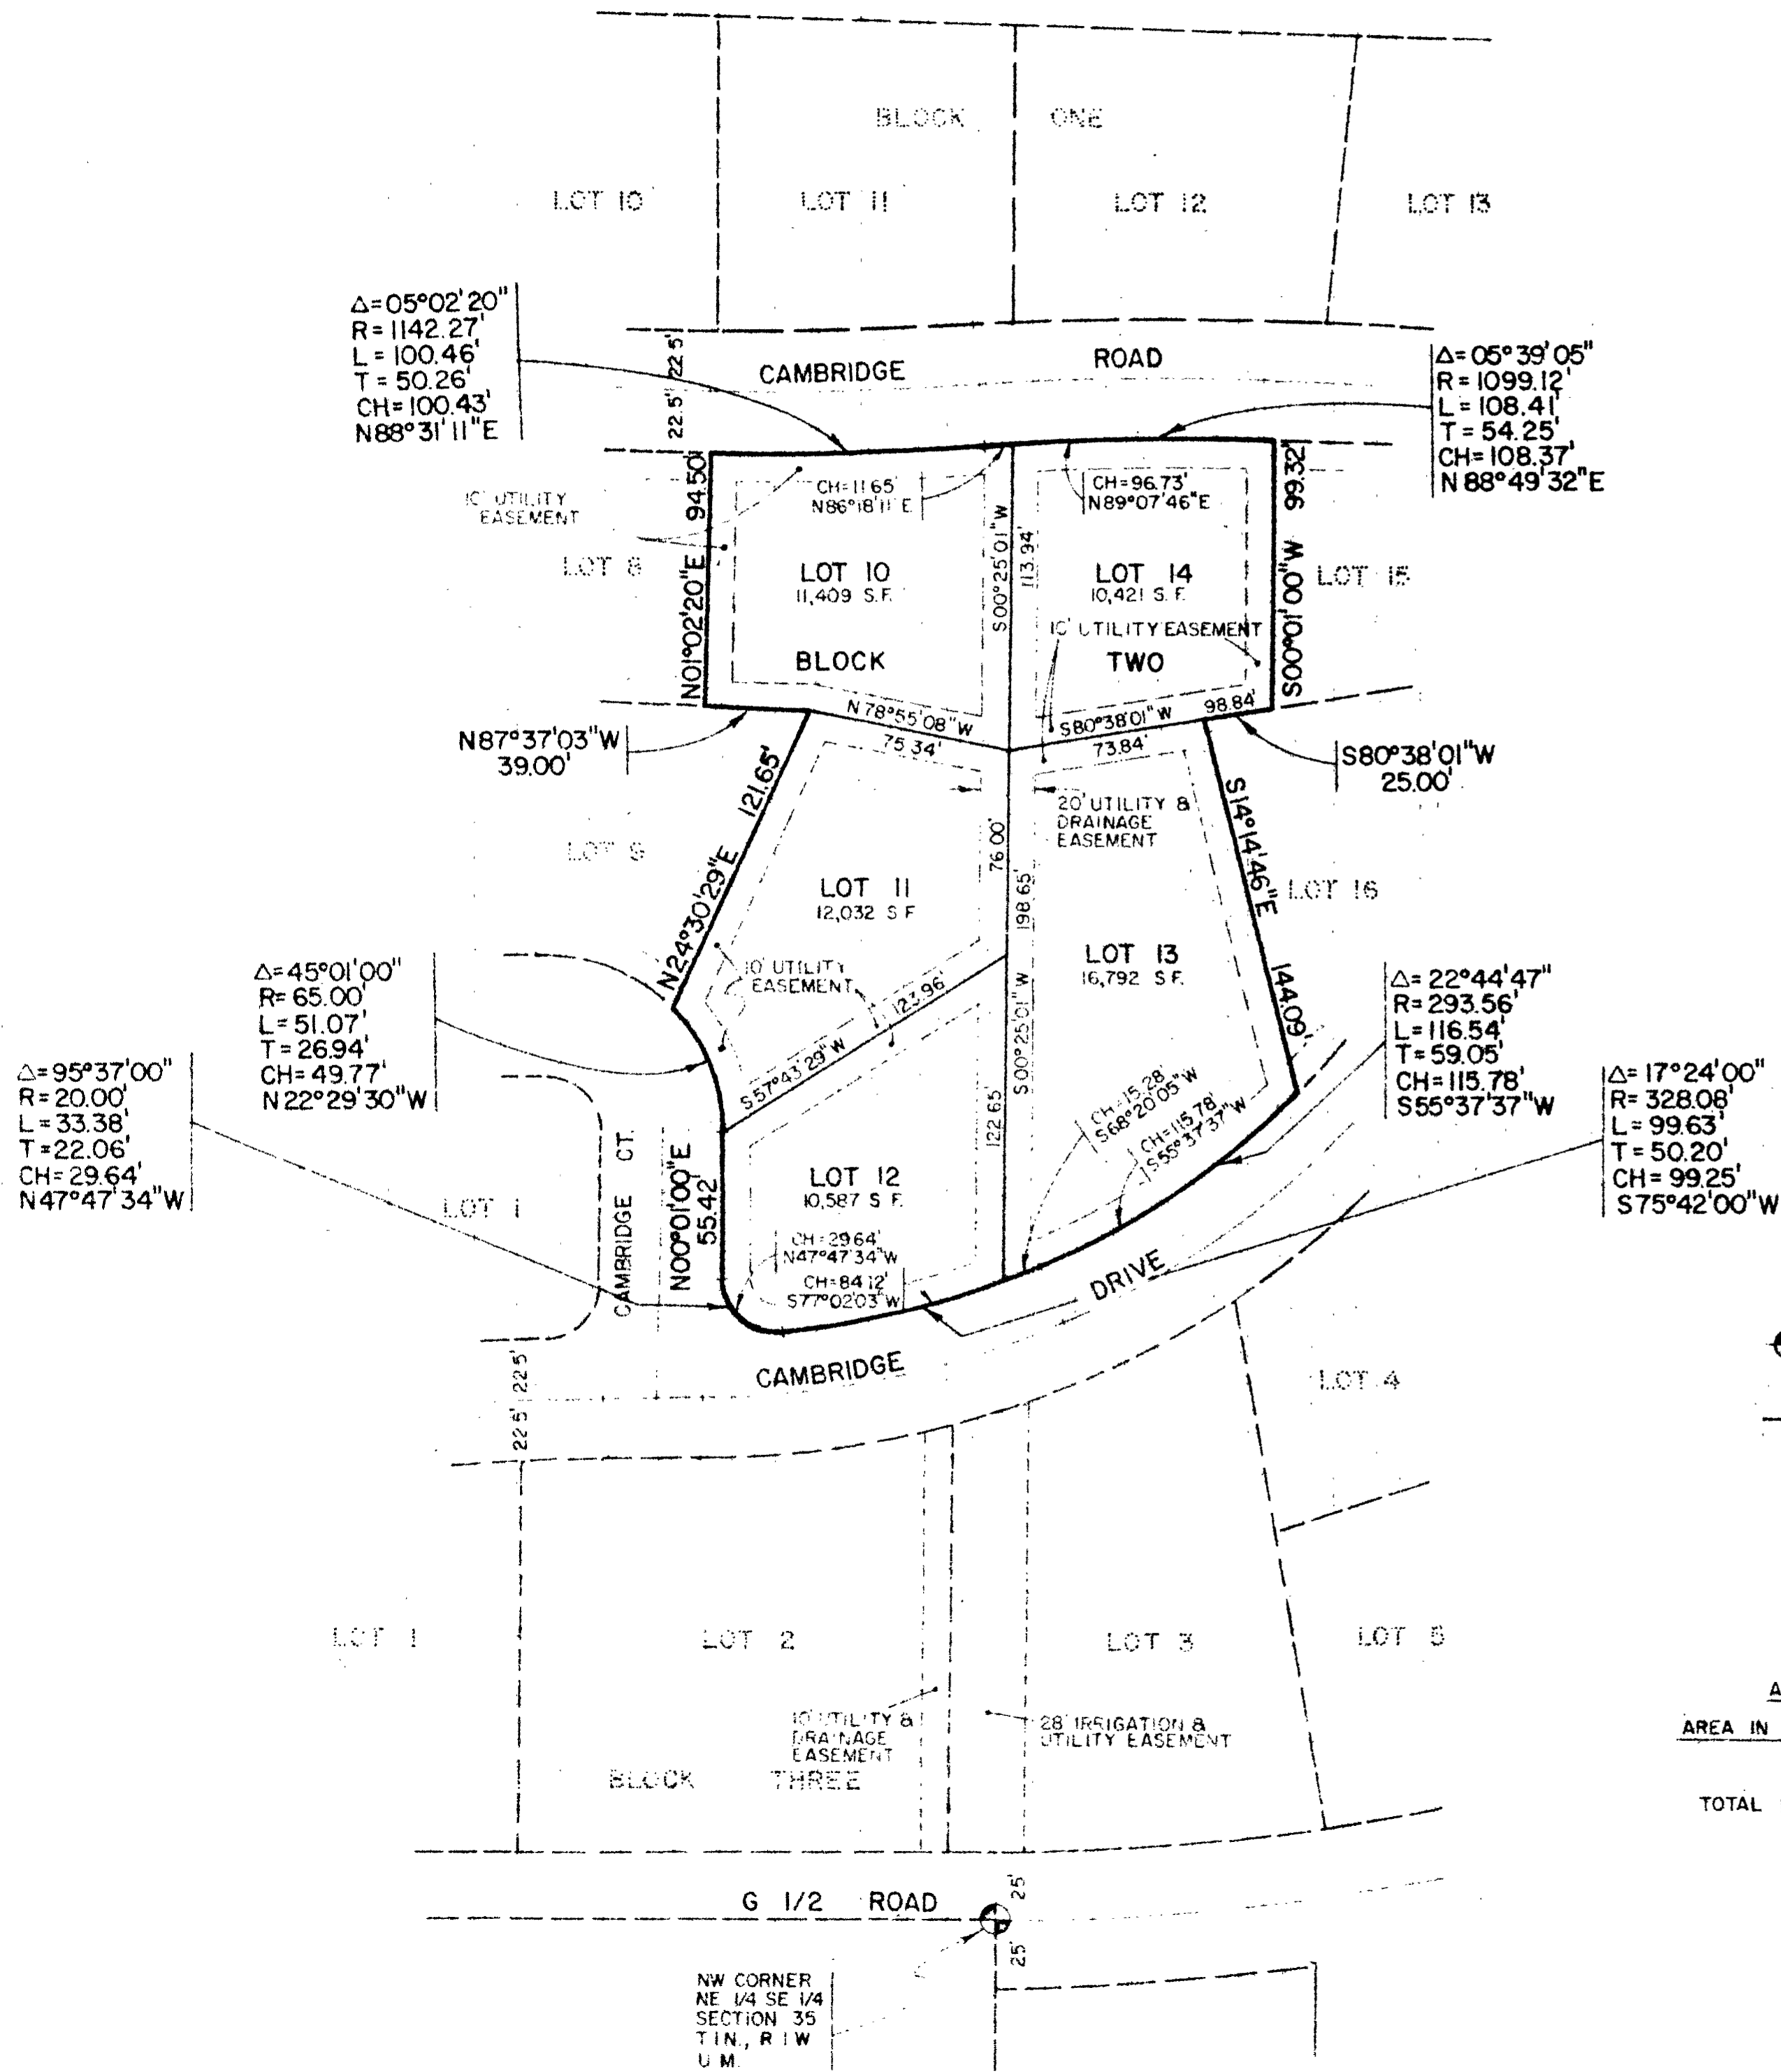 BLOCK ONE
LOT 10
LOT 11
LOT 12
LOT 13
Δ=05°02'20"
R=1142.27'
L=100.46'
T=50.26'
CH=100.43'
N88°31'11"E
22.5' 22.5'
CAMBRIDGE ROAD
Δ=05°39'05"
R=1099.12'
L=108.41'
T=54.25'
CH=108.37'
N88°49'32"E
10' UTILITY
EASEMENT
94.50'
N01°02'20"E
CH=11.65'
N86°18'11"E
CH=96.73'
N89°07'46"E
99.32'
S00°01'00"W
LOT 8
LOT 10
11,409 S.F.
S00°25'01"W
113.94'
LOT 14
10,421 S.F.
LOT 15
10' UTILITY EASEMENT
BLOCK TWO
N78°55'08"W
75.34'
S80°38'01"W 98.84'
73.84'
N87°37'03"W
39.00'
S80°38'01"W
25.00'
121.65'
N24°30'29"E
20' UTILITY &
DRAINAGE
EASEMENT
S14°14'46"E
144.09'
LOT 9
LOT 11
12,032 S.F
76.00'
198.65'
S00°25'01"W
LOT 16
LOT 13
16,792 S.F.
10' UTILITY
EASEMENT
123.96'
S57°43'29"W
Δ=45°01'00"
R=65.00'
L=51.07'
T=26.94'
CH=49.77'
N22°29'30"W
Δ=22°44'47"
R=293.56'
L=116.54'
T=59.05'
CH=115.78'
S55°37'37"W
Δ=95°37'00"
R=20.00'
L=33.38'
T=22.06'
CH=29.64'
N47°47'34"W
Δ=17°24'00"
R=328.08'
L=99.63'
T=50.20'
CH=99.25'
S75°42'00"W
CH=15.28'
S68°20'05"W
CH=115.78'
S55°37'37"W
122.65'
LOT 1
CAMBRIDGE CT.
N00°01'00"E
55.42'
LOT 12
10,587 S.F.
CH=29.64'
N47°47'34"W
CH=84.12'
S77°02'03"W
CAMBRIDGE DRIVE
22.5' 22.5'
LOT 4
LOT 1
LOT 2
LOT 3
LOT 5
10' UTILITY &
DRAINAGE
EASEMENT
28' IRRIGATION &
UTILITY EASEMENT
BLOCK THREE
A
AREA IN
TOTAL
G 1/2 ROAD
25'
25'
NW CORNER
NE 1/4 SE 1/4
SECTION 35
T1N., R1W
U.M.